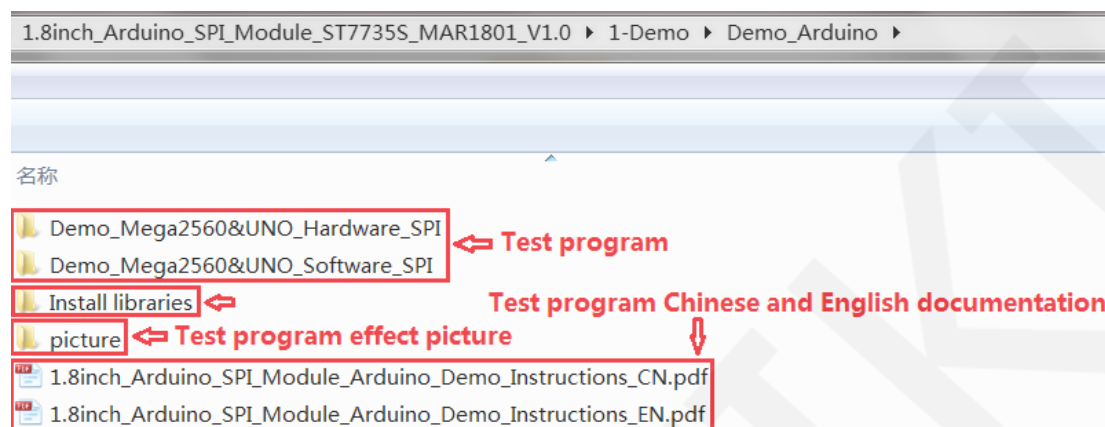 1.8inch_Arduino_SPI_Module_ST7735S_MAR1801_V1.0 ▸ 1-Demo ▸ Demo_Arduino ▸
名称
Demo_Mega2560&UNO_Hardware_SPI
Test program
Demo_Mega2560&UNO_Software_SPI
Install libraries
Test program Chinese and English documentation
picture
Test program effect picture
1.8inch_Arduino_SPI_Module_Arduino_Demo_Instructions_CN.pdf
1.8inch_Arduino_SPI_Module_Arduino_Demo_Instructions_EN.pdf